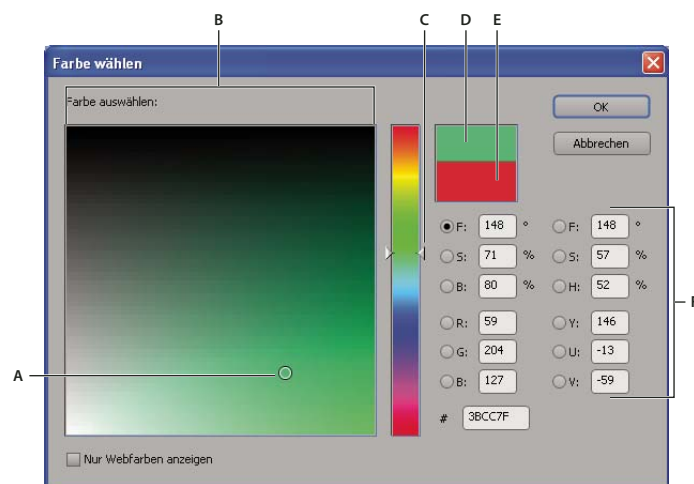 B C D E
Farbe wählen
Farbe auswählen:
OK
Abbrechen
F: 148 ° F: 148 °
S: 71 % S: 57 %
B: 80 % H: 52 %
R: 59 Y: 146
G: 204 U: -13
B: 127 V: -59
# 3BCC7F
A
Nur Webfarben anzeigen